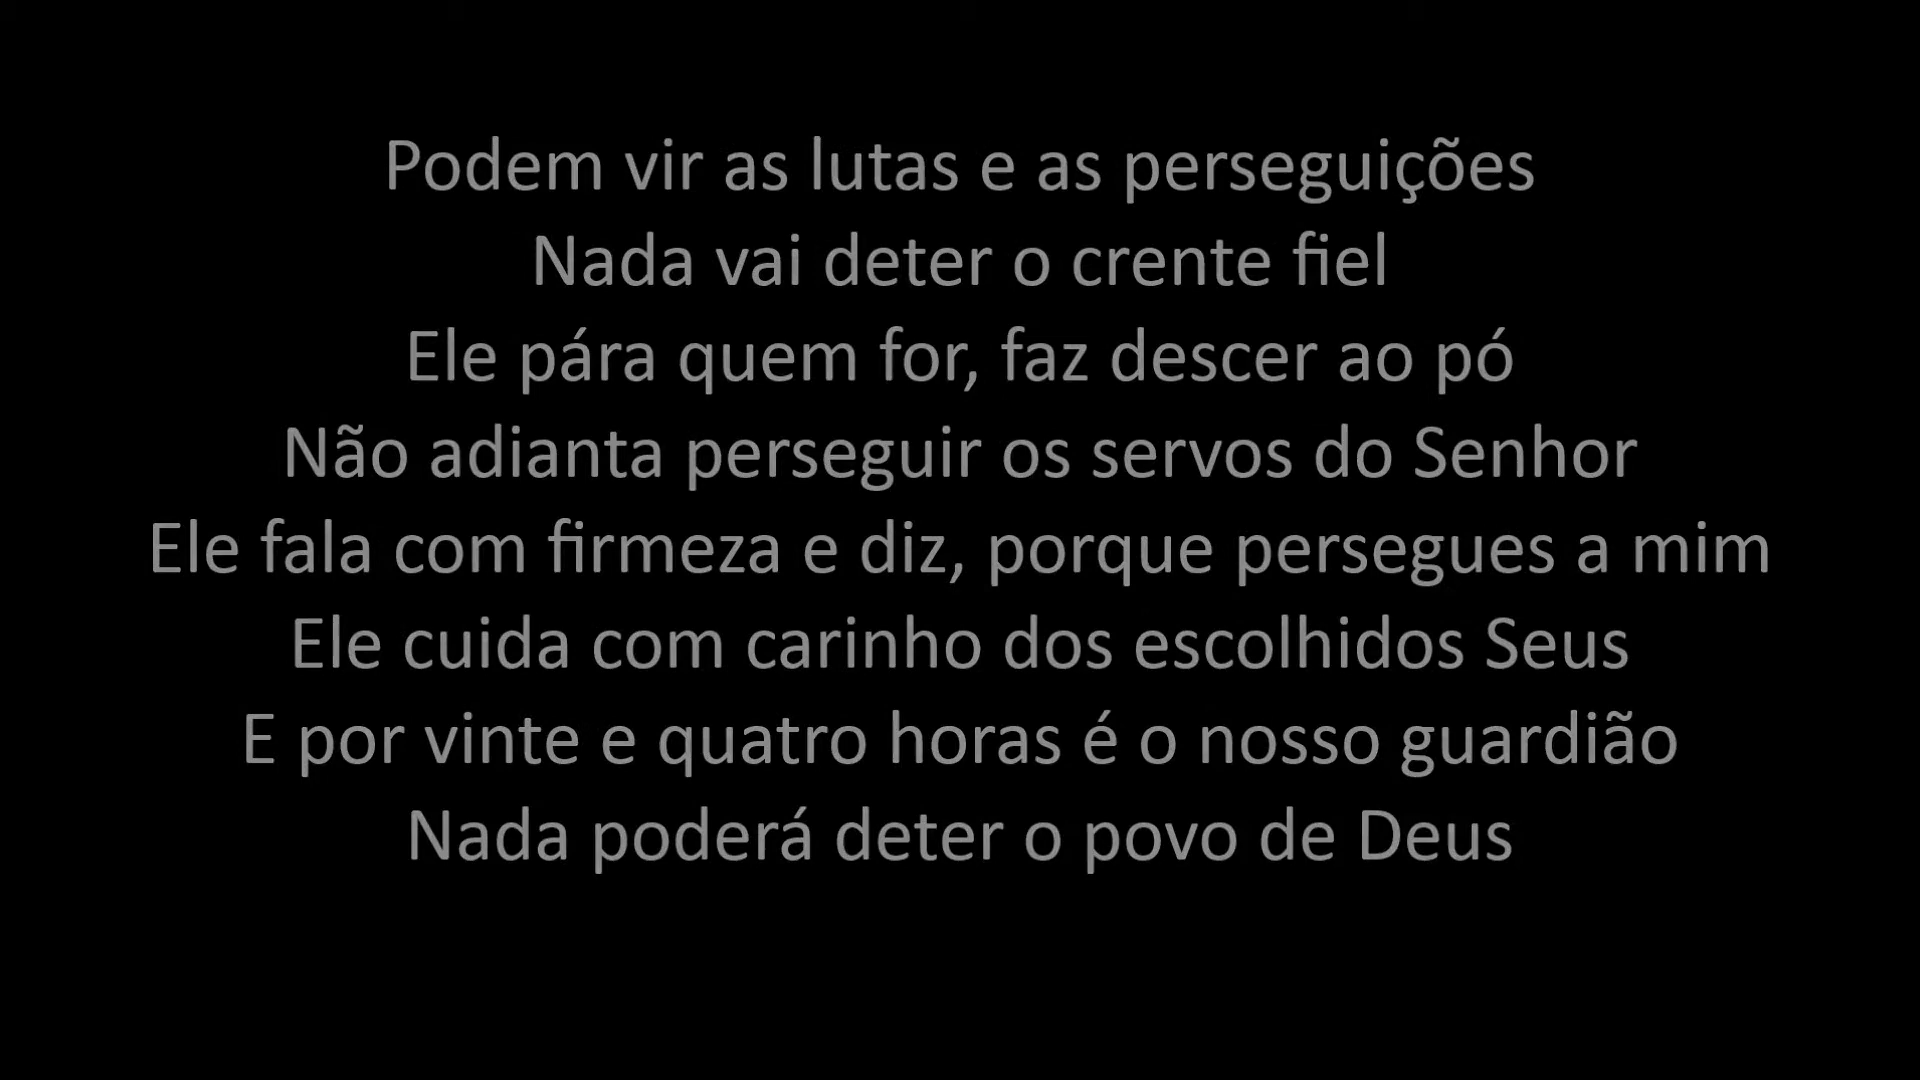 Podem vir as lutas e as perseguições
Nada vai deter o crente fiel
Ele pára quem for, faz descer ao pó
Não adianta perseguir os servos do Senhor
Ele fala com firmeza e diz, porque persegues a mim
Ele cuida com carinho dos escolhidos Seus
E por vinte e quatro horas é o nosso guardião
Nada poderá deter o povo de Deus